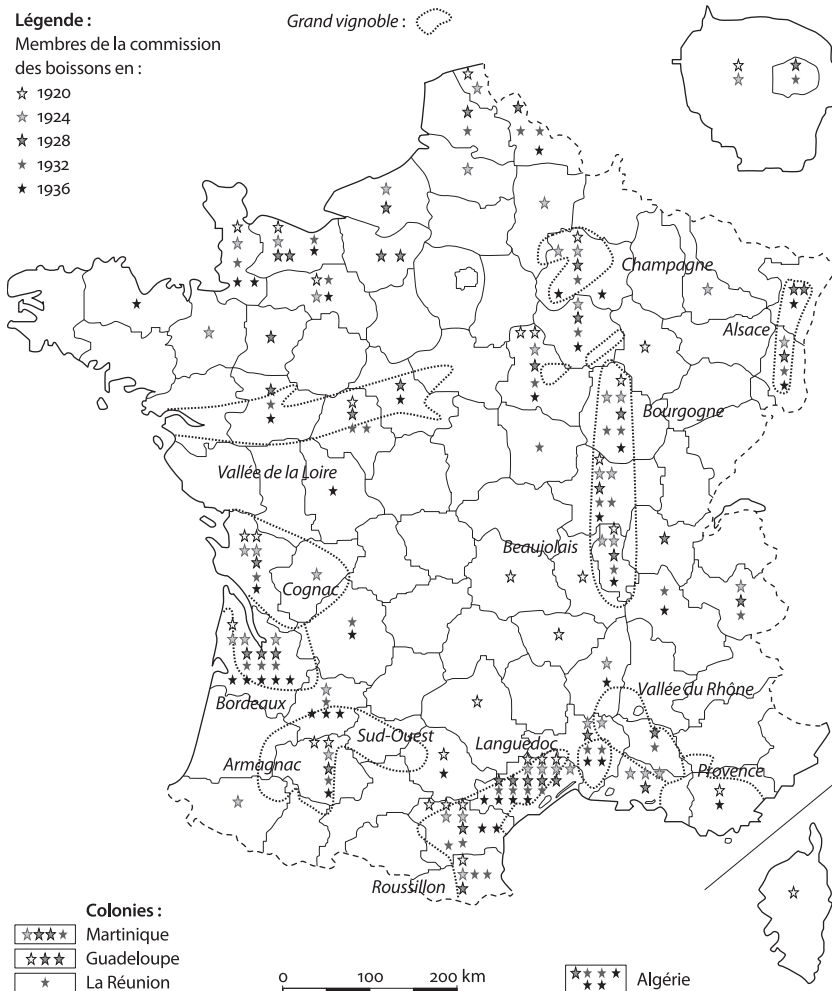 Légende :
Membres de la commission
des boissons en :
1920
1924
1928
1932
1936
Grand vignoble :
Champagne
Alsace
Bourgogne
Vallée de la Loire
Beaujolais
Cognac
Bordeaux
Vallée du Rhône
Sud-Ouest
Languedoc
Armagnac
Provence
Roussillon
Colonies :
Martinique
Guadeloupe
La Réunion
0 100 200 km
Algérie